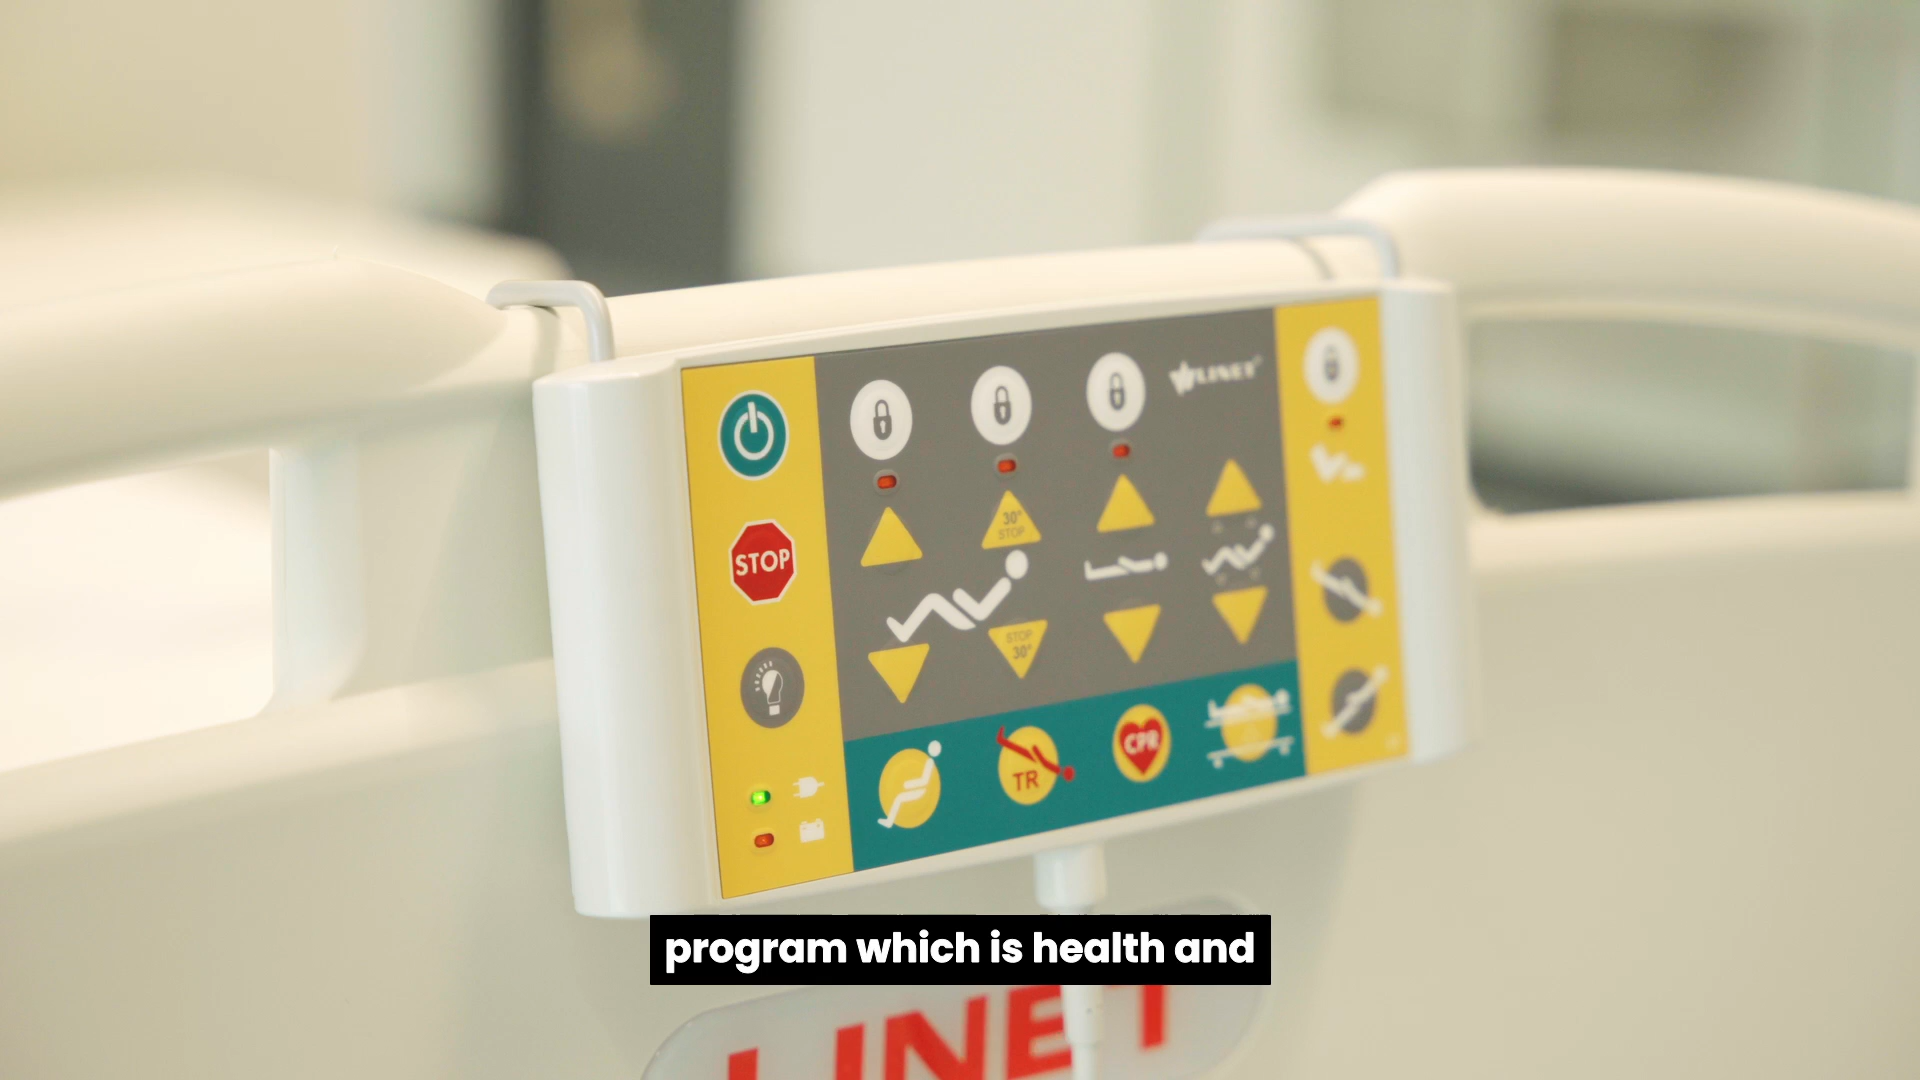 LINET
30°
STOP
STOP
STOP
30°
TR
CPR
program which is health and
LINET